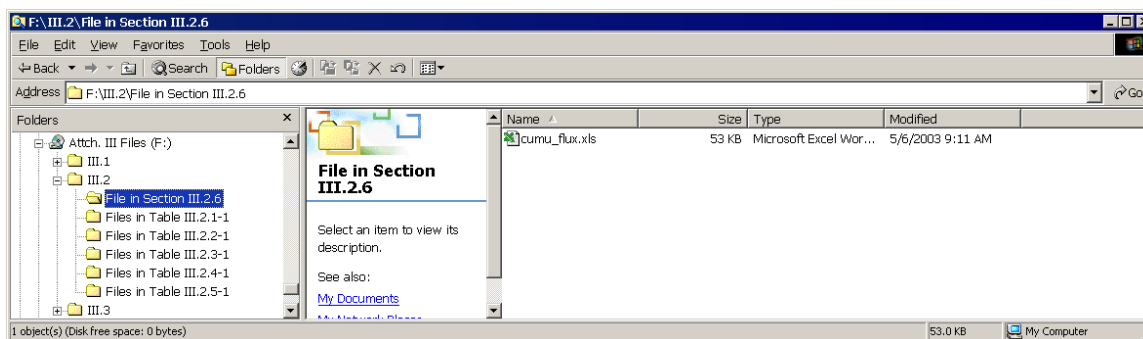 F:\III.2\File in Section III.2.6
File Edit View Favorites Tools Help
Back Search Folders
Address F:\III.2\File in Section III.2.6 Go
Folders
Attch. III Files (F:)
III.1
III.2
File in Section III.2.6
Files in Table III.2.1-1
Files in Table III.2.2-1
Files in Table III.2.3-1
Files in Table III.2.4-1
Files in Table III.2.5-1
III.3
File in Section
III.2.6
Select an item to view its
description.
See also:
My Documents
My Network Places
Name Size Type Modified
cumu_flux.xls 53 KB Microsoft Excel Wor... 5/6/2003 9:11 AM
1 object(s) (Disk free space: 0 bytes) 53.0 KB My Computer